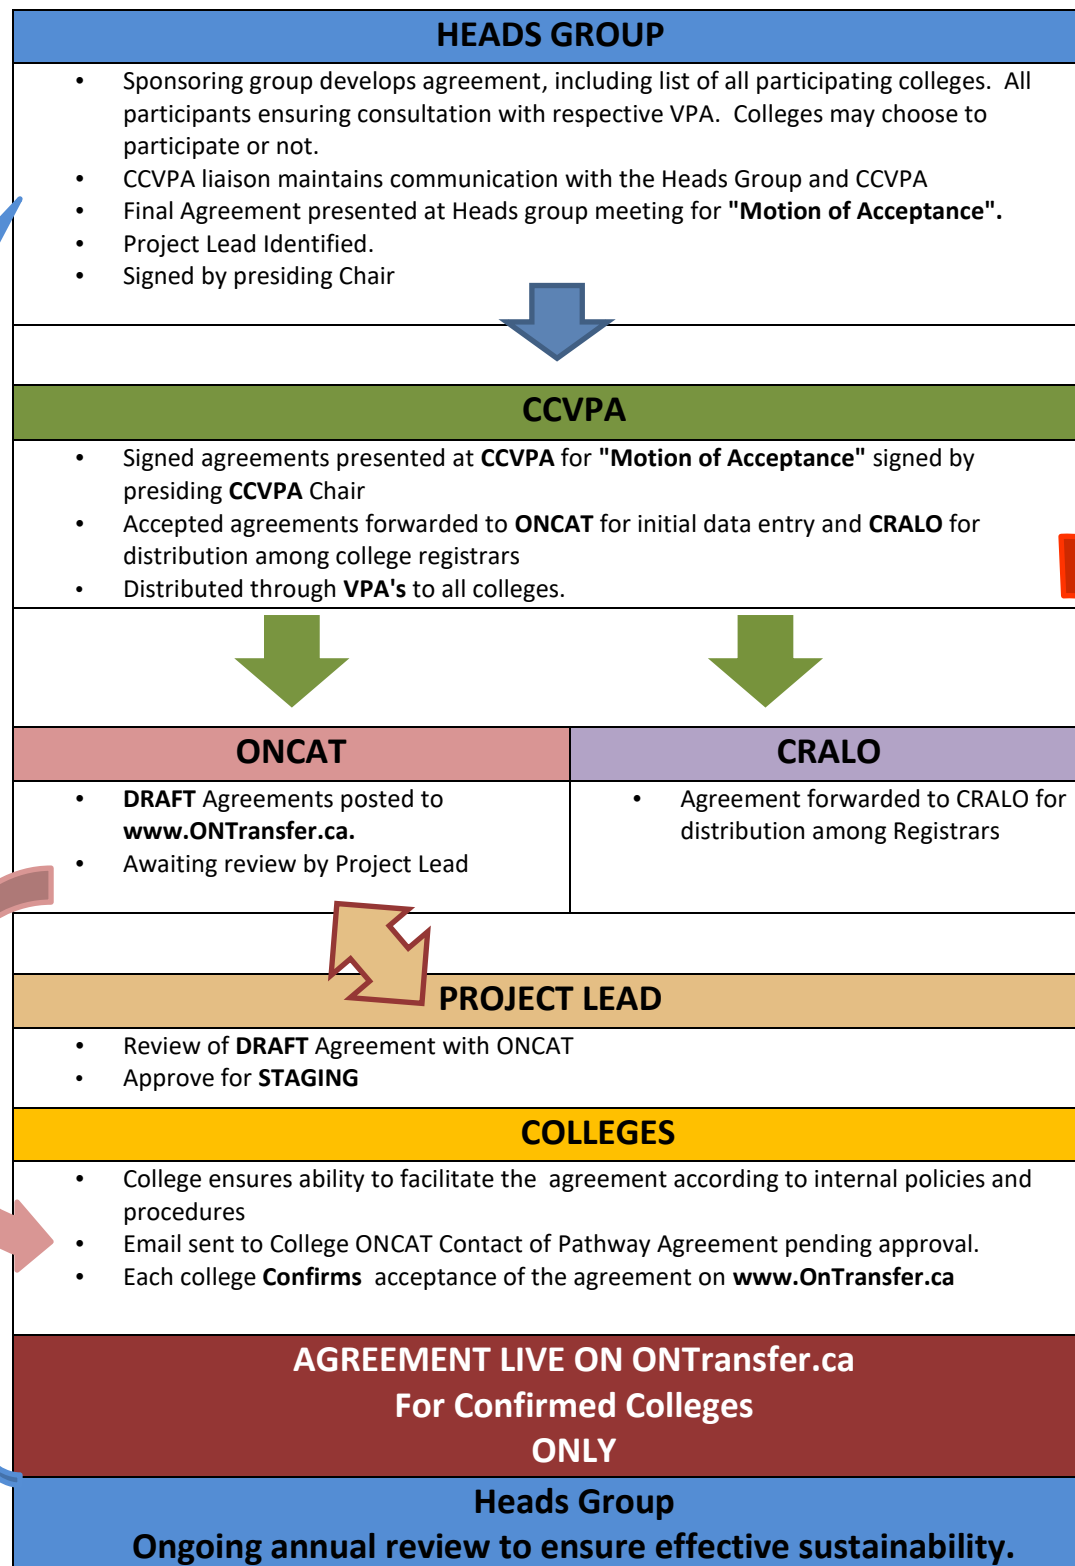 HEADS GROUP
• Sponsoring group develops agreement, including list of all participating colleges.  All
participants ensuring consultation with respective VPA.  Colleges may choose to
participate or not.
• CCVPA liaison maintains communication with the Heads Group and CCVPA
• Final Agreement presented at Heads group meeting for "Motion of Acceptance".
• Project Lead Identified.
• Signed by presiding Chair
CCVPA
• Signed agreements presented at CCVPA for "Motion of Acceptance" signed by
presiding CCVPA Chair
• Accepted agreements forwarded to ONCAT for initial data entry and CRALO for
distribution among college registrars
• Distributed through VPA's to all colleges.
ONCAT
• DRAFT Agreements posted to
www.ONTransfer.ca.
• Awaiting review by Project Lead
CRALO
• Agreement forwarded to CRALO for
distribution among Registrars
PROJECT LEAD
• Review of DRAFT Agreement with ONCAT
• Approve for STAGING
COLLEGES
• College ensures ability to facilitate the  agreement according to internal policies and
procedures
• Email sent to College ONCAT Contact of Pathway Agreement pending approval.
• Each college Confirms  acceptance of the agreement on www.OnTransfer.ca
AGREEMENT LIVE ON ONTransfer.ca
For Confirmed Colleges
ONLY
Heads Group
Ongoing annual review to ensure effective sustainability.